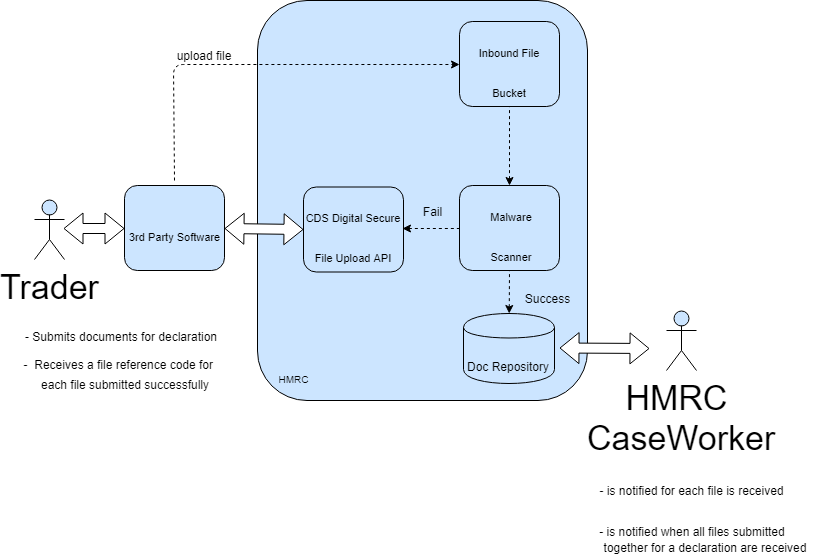 upload file
Inbound File
Bucket
CDS Digital Secure
File Upload API
Fail
Malware
Scanner
3rd Party Software
Trader
Success
- Submits documents for declaration
- Receives a file reference code for
each file submitted successfully
Doc Repository
HMRC
HMRC
CaseWorker
- is notified for each file is received
- is notified when all files submitted
together for a declaration are received